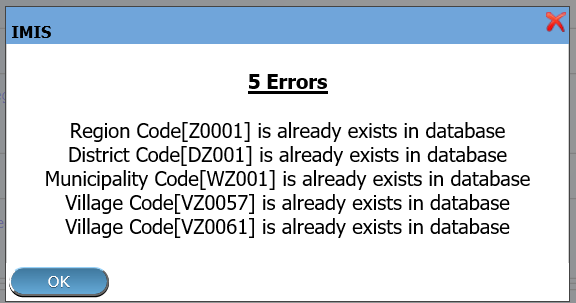 IMIS
5 Errors
Region Code[Z0001] is already exists in database
District Code[DZ001] is already exists in database
Municipality Code[WZ001] is already exists in database
Village Code[VZ0057] is already exists in database
Village Code[VZ0061] is already exists in database
OK